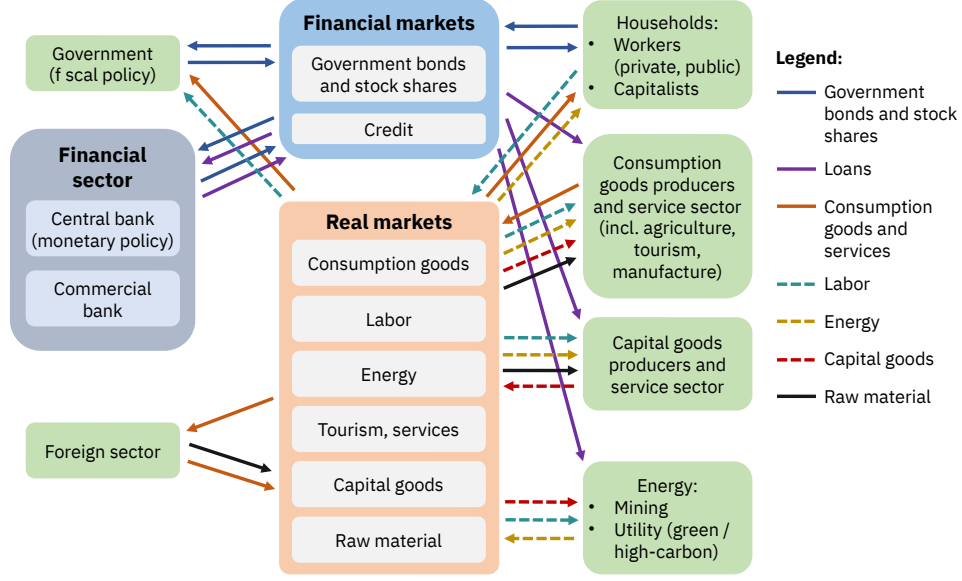 Government
(f scal policy)
Financial
sector
Central bank
(monetary policy)
Commercial
bank
Foreign sector
Financial markets
Government bonds
and stock shares
Credit
Real markets
Consumption goods
Labor
Energy
Tourism, services
Capital goods
Raw material
Households:
• Workers
(private, public)
• Capitalists
Consumption
goods producers
and service sector
(incl. agriculture,
tourism,
manufacture)
Capital goods
producers and
service sector
Energy:
• Mining
• Utility (green /
high-carbon)
Legend:
Government
bonds and stock
shares
Loans
Consumption
goods and
services
Labor
Energy
Capital goods
Raw material